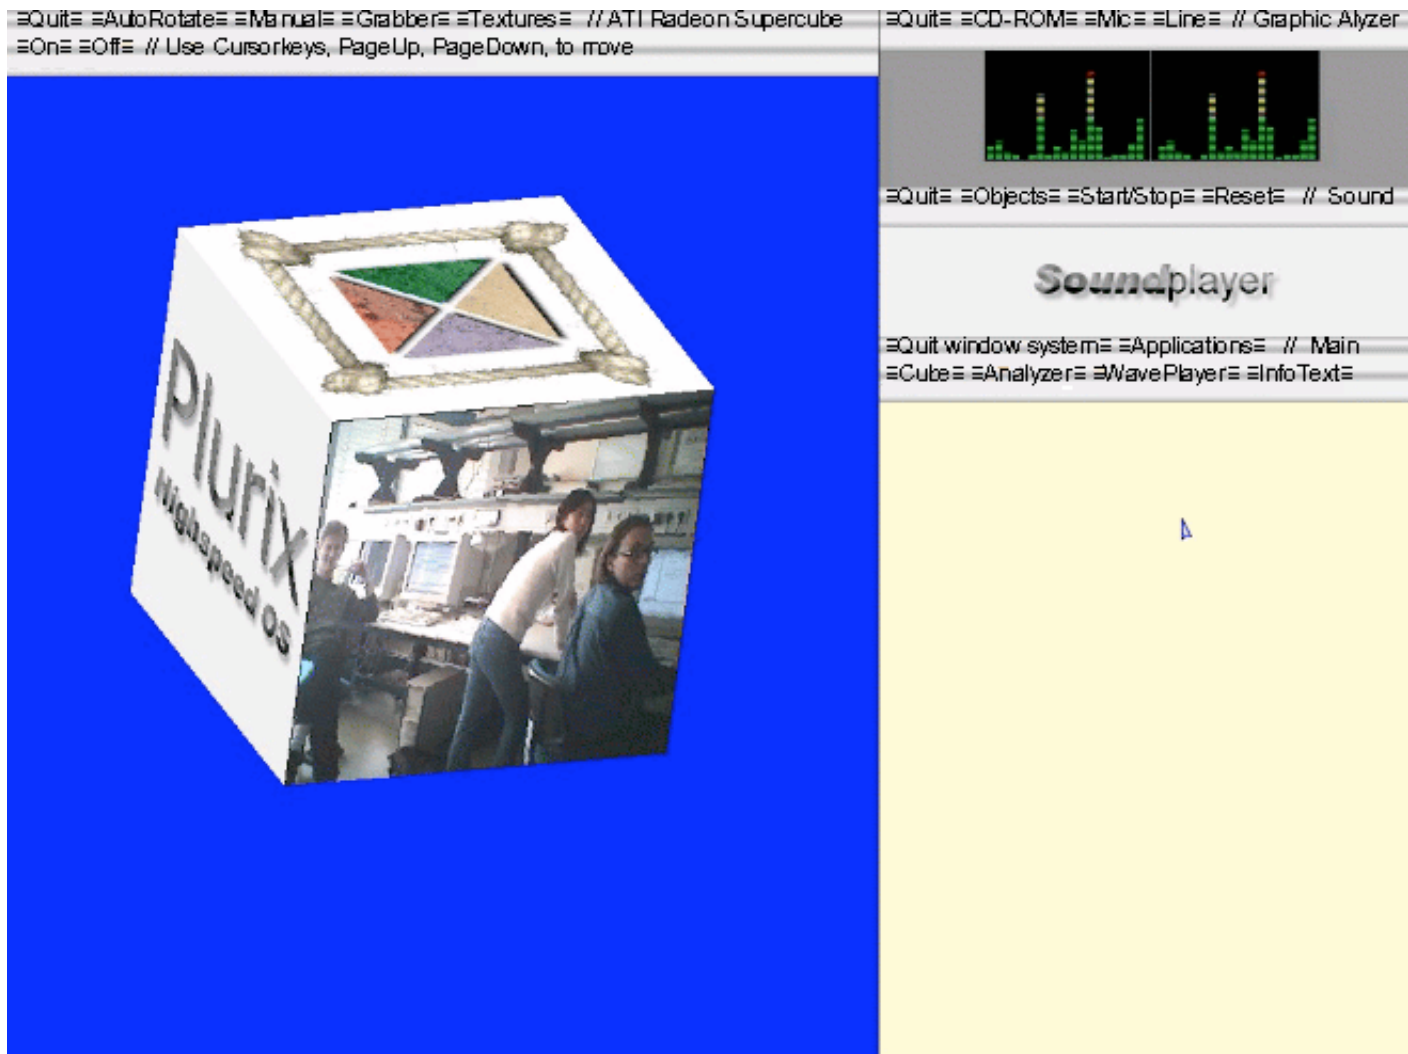 ≡Quit≡ ≡AutoRotate≡ ≡Manual≡ ≡Grabber≡ ≡Textures≡ // ATI Radeon Supercube
≡On≡ ≡Off≡ // Use Cursorkeys, PageUp, PageDown, to move
Plurix
Highspeed OS
≡Quit≡ ≡CD-ROM≡ ≡Mic≡ ≡Line≡ // Graphic Alyzer
≡Quit≡ ≡Objects≡ ≡Start/Stop≡ ≡Reset≡ // Sound
Soundplayer
≡Quit window system≡ ≡Applications≡ // Main
≡Cube≡ ≡Analyzer≡ ≡WavePlayer≡ ≡InfoText≡